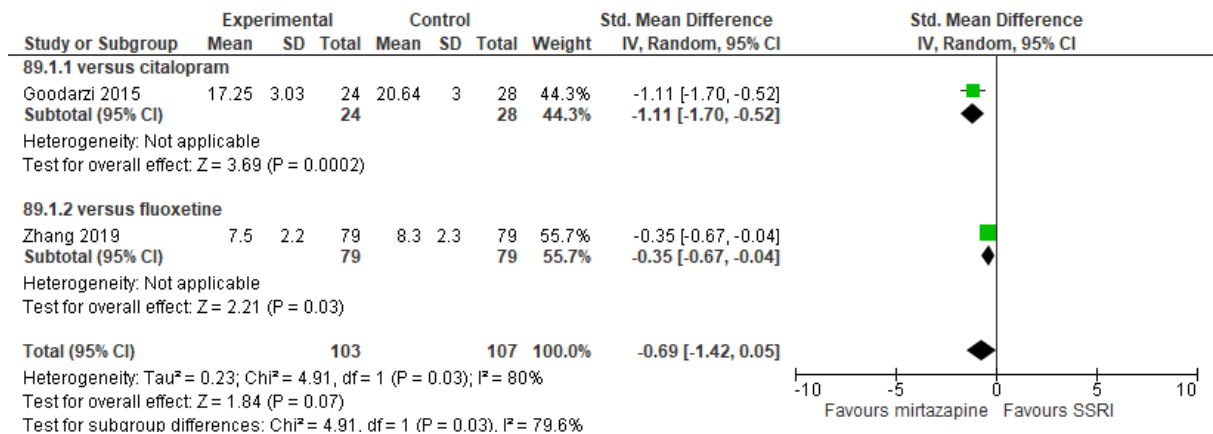 Experimental Control Std. Mean Difference Std. Mean Difference
Study or Subgroup Mean SD Total Mean SD Total Weight IV, Random, 95% CI IV, Random, 95% CI
89.1.1 versus citalopram
Goodarzi 2015 17.25 3.03 24 20.64 3 28 44.3% -1.11 [-1.70, -0.52]
Subtotal (95% CI) 24 28 44.3% -1.11 [-1.70, -0.52]
Heterogeneity: Not applicable
Test for overall effect: Z = 3.69 (P = 0.0002)
89.1.2 versus fluoxetine
Zhang 2019 7.5 2.2 79 8.3 2.3 79 55.7% -0.35 [-0.67, -0.04]
Subtotal (95% CI) 79 79 55.7% -0.35 [-0.67, -0.04]
Heterogeneity: Not applicable
Test for overall effect: Z = 2.21 (P = 0.03)
Total (95% CI) 103 107 100.0% -0.69 [-1.42, 0.05]
Heterogeneity: Tau² = 0.23; Chi² = 4.91, df = 1 (P = 0.03); I² = 80%
Test for overall effect: Z = 1.84 (P = 0.07)
Test for subgroup differences: Chi² = 4.91, df = 1 (P = 0.03), I² = 79.6%
-10 -5 0 5 10
Favours mirtazapine Favours SSRI